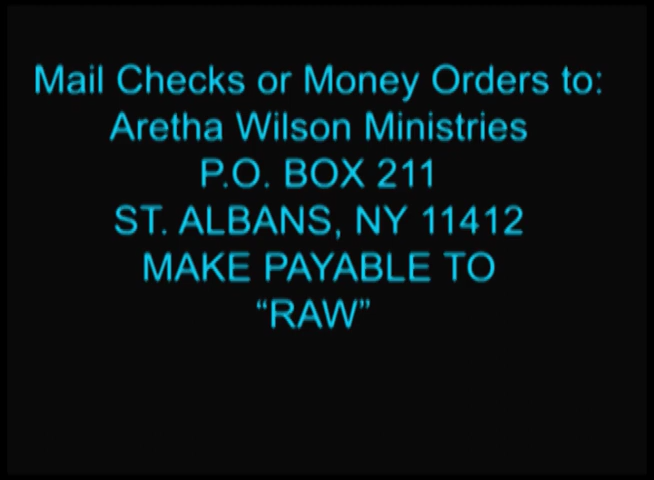 Mail Checks or Money Orders to:
Aretha Wilson Ministries
P.O. BOX 211
ST. ALBANS, NY 11412
MAKE PAYABLE TO
“RAW”